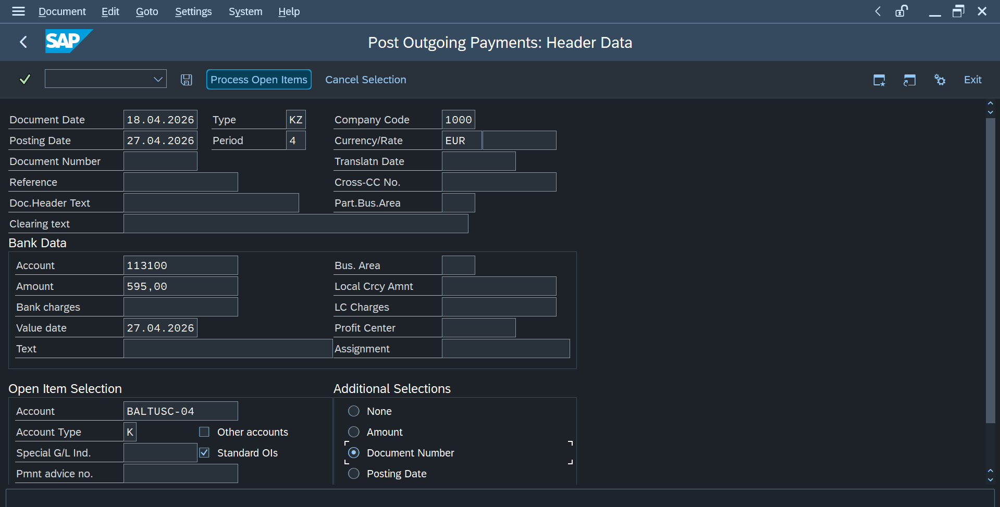 Document Edit Goto Settings System Help
SAP Post Outgoing Payments: Header Data
Process Open Items Cancel Selection Exit
Document Date 18.04.2026 Type KZ Company Code 1000
Posting Date 27.04.2026 Period 4 Currency/Rate EUR
Document Number Translatn Date
Reference Cross-CC No.
Doc.Header Text Part.Bus.Area
Clearing text
Bank Data
Account 113100 Bus. Area
Amount 595,00 Local Crcy Amnt
Bank charges LC Charges
Value date 27.04.2026 Profit Center
Text Assignment
Open Item Selection Additional Selections
Account BALTUSC-04 None
Account Type K Other accounts Amount
Special G/L Ind. Standard OIs Document Number
Pmnt advice no. Posting Date